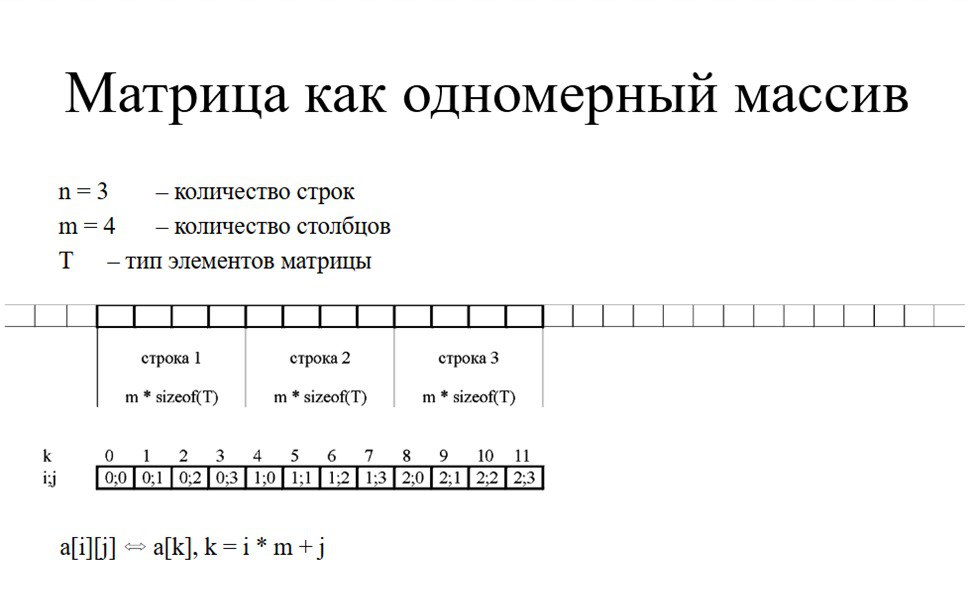 Матрица как одномерный массив
n = 3 – количество строк
m = 4 – количество столбцов
T – тип элементов матрицы
строка 1 строка 2 строка 3
m * sizeof(T) m * sizeof(T) m * sizeof(T)
k 0 1 2 3 4 5 6 7 8 9 10 11
i;j 0;0 0;1 0;2 0;3 1;0 1;1 1;2 1;3 2;0 2;1 2;2 2;3
a[i][j] ⇔ a[k], k = i * m + j